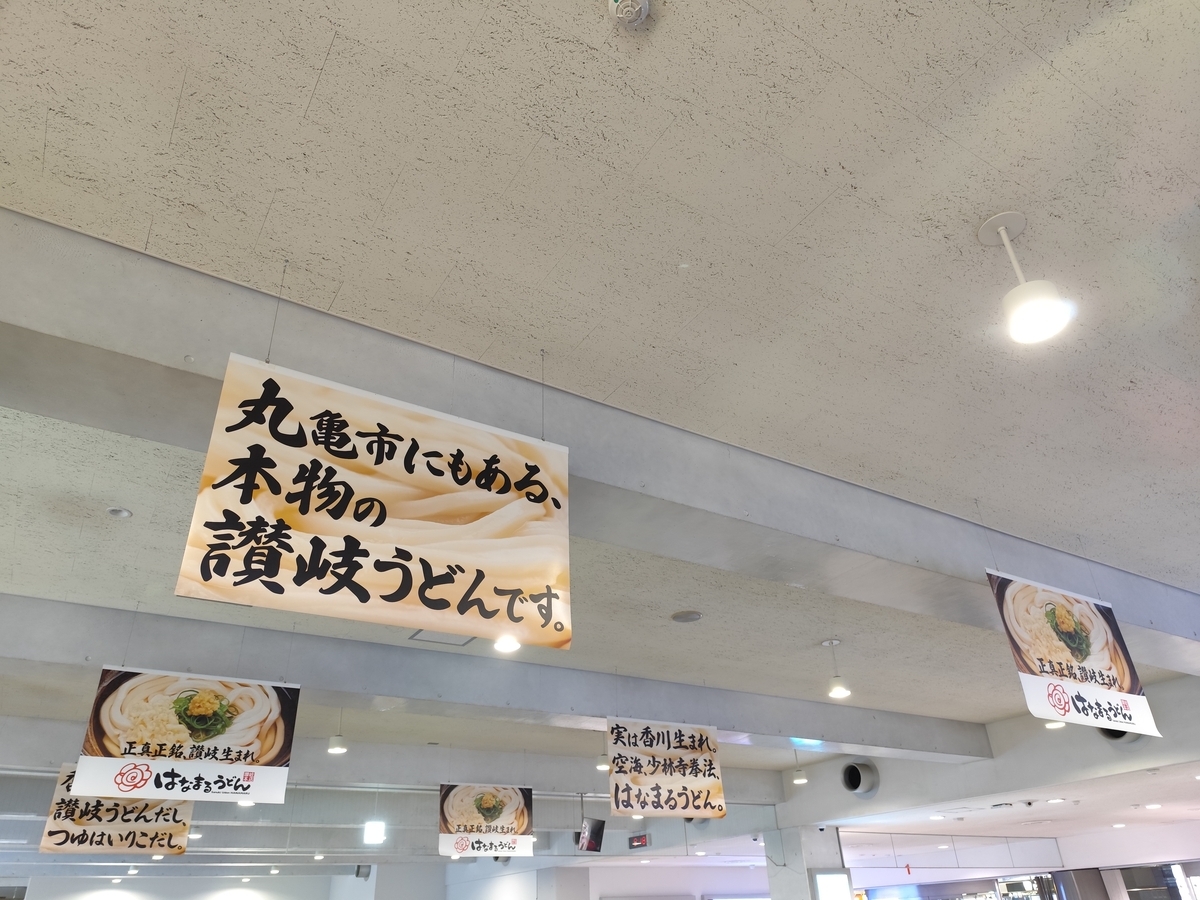 丸亀市にもある、
本物の
讃岐うどんです。
正真正銘、讃岐生まれ。
はなまるうどん
讃岐うどんだし、
つゆはいりこだし。
正真正銘、讃岐生まれ。
はなまるうどん
実は香川生まれ。
空海、少林寺拳法、
はなまるうどん。
正真正銘、讃岐生まれ。
はなまるうどん
1